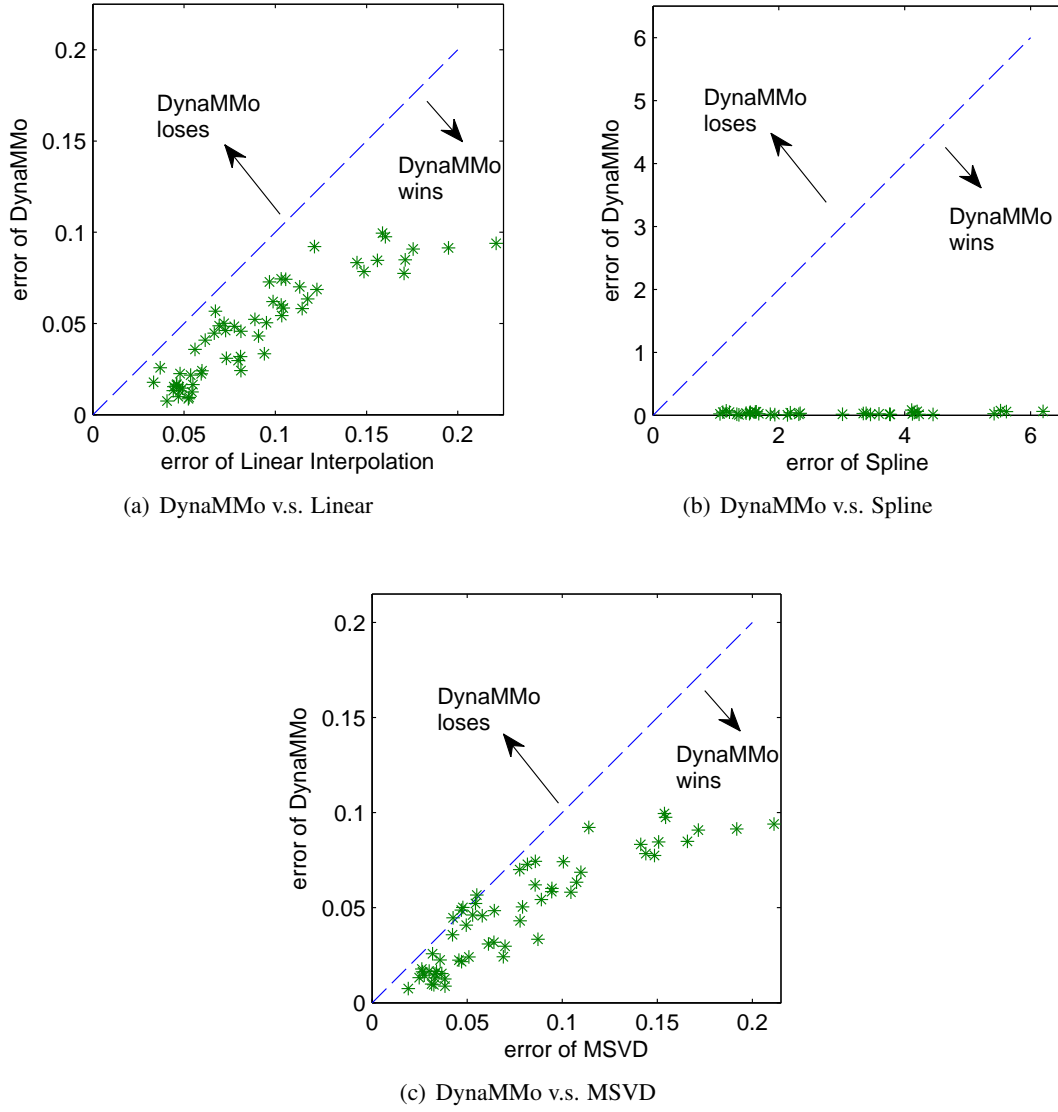 0.2
0.15
0.1
0.05
0
error of DynaMMo
DynaMMo
loses
DynaMMo
wins
0 0.05 0.1 0.15 0.2
error of Linear Interpolation
(a) DynaMMo v.s. Linear
6
5
4
3
2
1
0
error of DynaMMo
DynaMMo
loses
DynaMMo
wins
0 2 4 6
error of Spline
(b) DynaMMo v.s. Spline
0.2
0.15
0.1
0.05
0
error of DynaMMo
DynaMMo
loses
DynaMMo
wins
0 0.05 0.1 0.15 0.2
error of MSVD
(c) DynaMMo v.s. MSVD